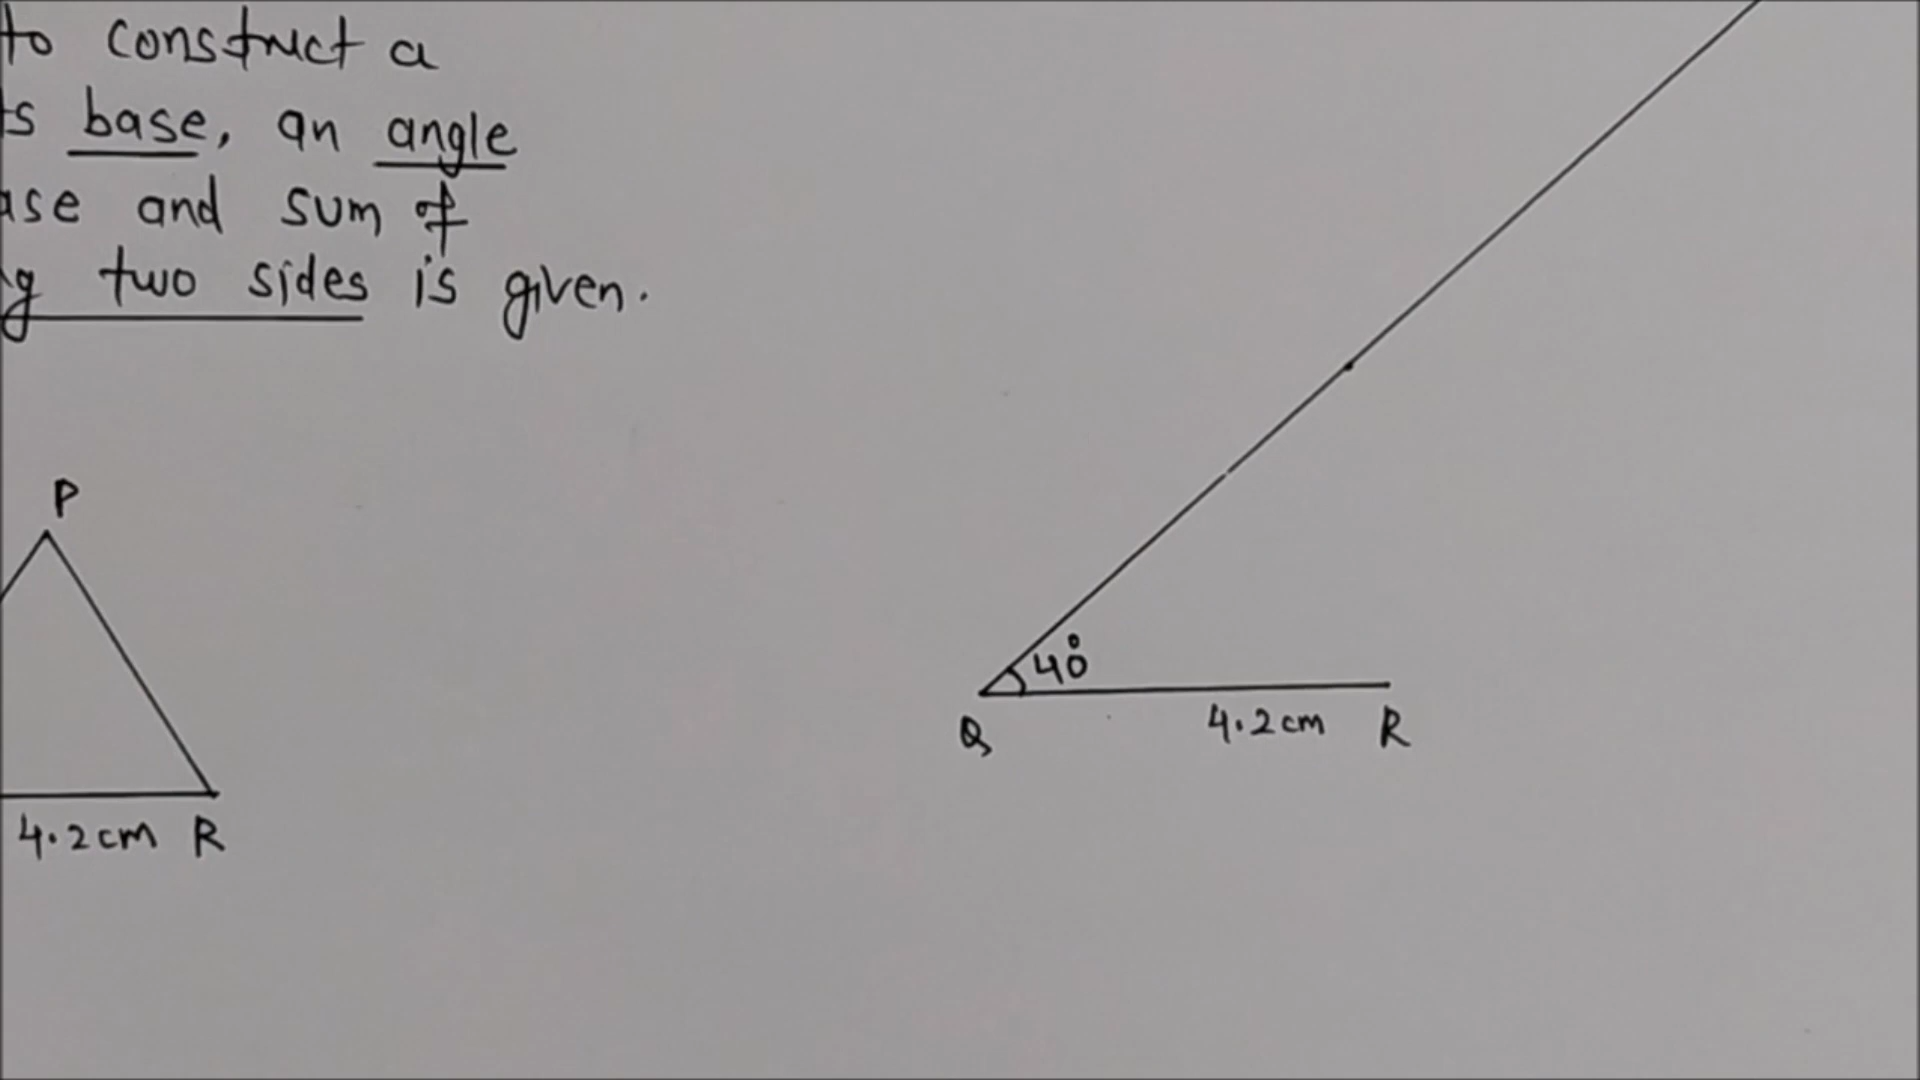 to construct a
base, an angle
and sum of
two sides is given.
P
40°
Q 4.2cm R
4.2cm R